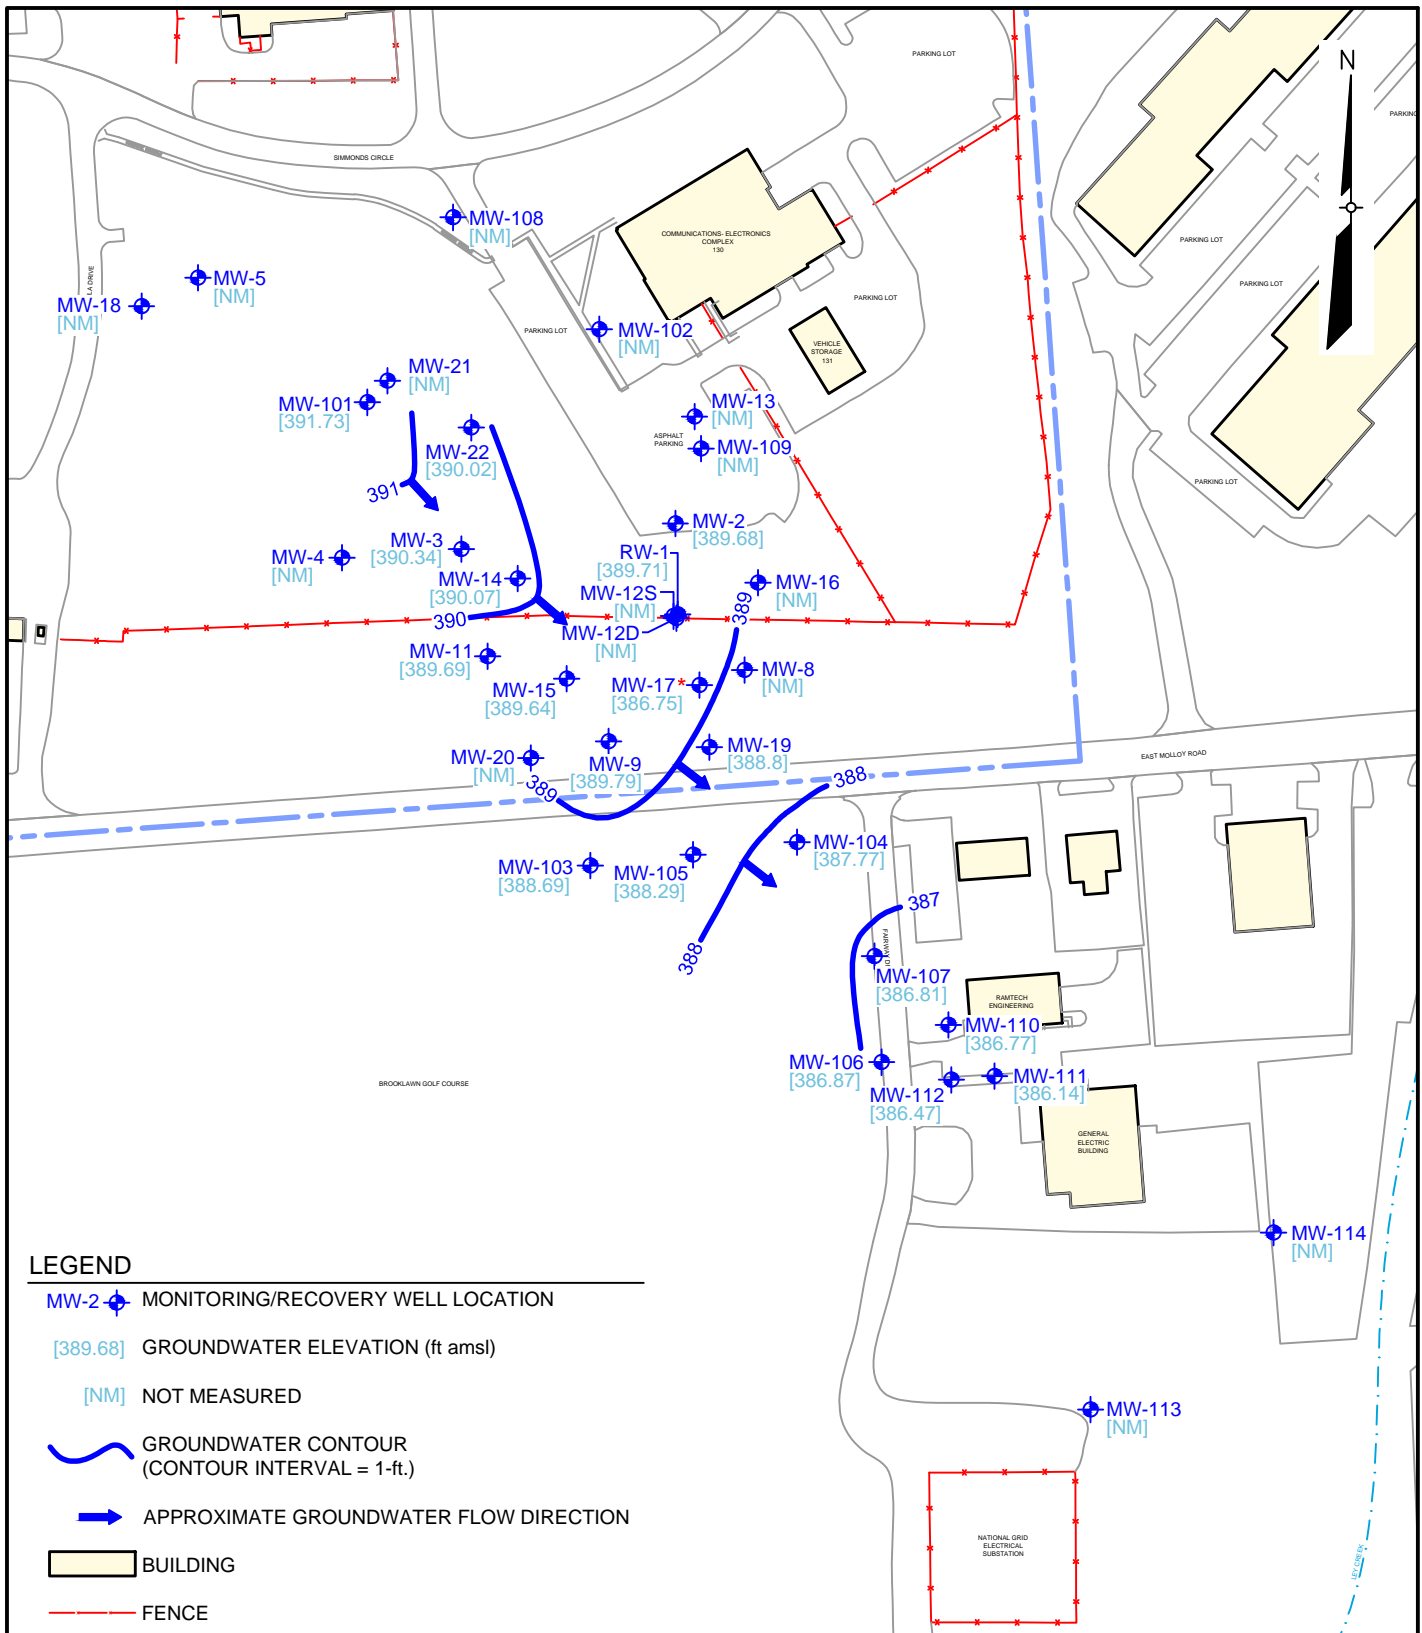 PARKING LOT
N
PARKING
SIMMONDS CIRCLE
MW-108
[NM]
COMMUNICATIONS- ELECTRONICS
COMPLEX
130
PARKING LOT
MW-5
[NM]
LA DRIVE
MW-18
[NM]
PARKING LOT
PARKING LOT
PARKING LOT
MW-102
[NM]
VEHICLE
STORAGE
131
MW-21
[NM]
MW-101
[391.73]
MW-13
[NM]
ASPHALT
PARKING
MW-109
[NM]
MW-22
[390.02]
391
PARKING LOT
MW-2
[389.68]
MW-3
[390.34]
MW-4
[NM]
RW-1
[389.71]
MW-14
[390.07]
MW-16
[NM]
MW-12S
[NM]
389
390
MW-12D
[NM]
MW-11
[389.69]
MW-8
[NM]
MW-15
[389.64]
MW-17*
[386.75]
MW-20
[NM]
MW-9
[389.79]
MW-19
[388.8]
EAST MOLLOY ROAD
389
388
MW-103
[388.69]
MW-105
[388.29]
MW-104
[387.77]
387
388
FAIRWAY DR
MW-107
[386.81]
RAMTECH
ENGINEERING
MW-110
[386.77]
MW-106
[386.87]
BROOKLAWN GOLF COURSE
MW-111
[386.14]
MW-112
[386.47]
GENERAL
ELECTRIC
BUILDING
MW-114
[NM]
MW-113
[NM]
NATIONAL GRID
ELECTRICAL
SUBSTATION
LEY CREEK
LEGEND
MW-2 MONITORING/RECOVERY WELL LOCATION
[389.68] GROUNDWATER ELEVATION (ft amsl)
[NM] NOT MEASURED
GROUNDWATER CONTOUR
(CONTOUR INTERVAL = 1-ft.)
APPROXIMATE GROUNDWATER FLOW DIRECTION
BUILDING
FENCE